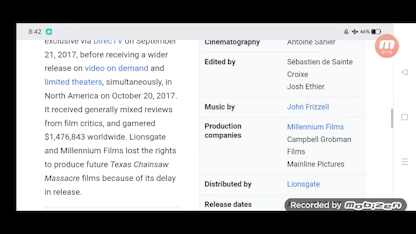 8:42
46%
exclusive via DirecTV on September
21, 2017, before receiving a wider
release on video on demand and
limited theaters, simultaneously, in
North America on October 20, 2017.
It received generally mixed reviews
from film critics, and garnered
$1,476,843 worldwide. Lionsgate
and Millennium Films lost the rights
to produce future Texas Chainsaw
Massacre films because of its delay
in release.
Cinematography Antoine Sanier
Edited by Sébastien de Sainte
Croixe
Josh Ethier
Music by John Frizzell
Production Millennium Films
companies Campbell Grobman
Films
Mainline Pictures
Distributed by Lionsgate
Release dates
Recorded by Mobizen